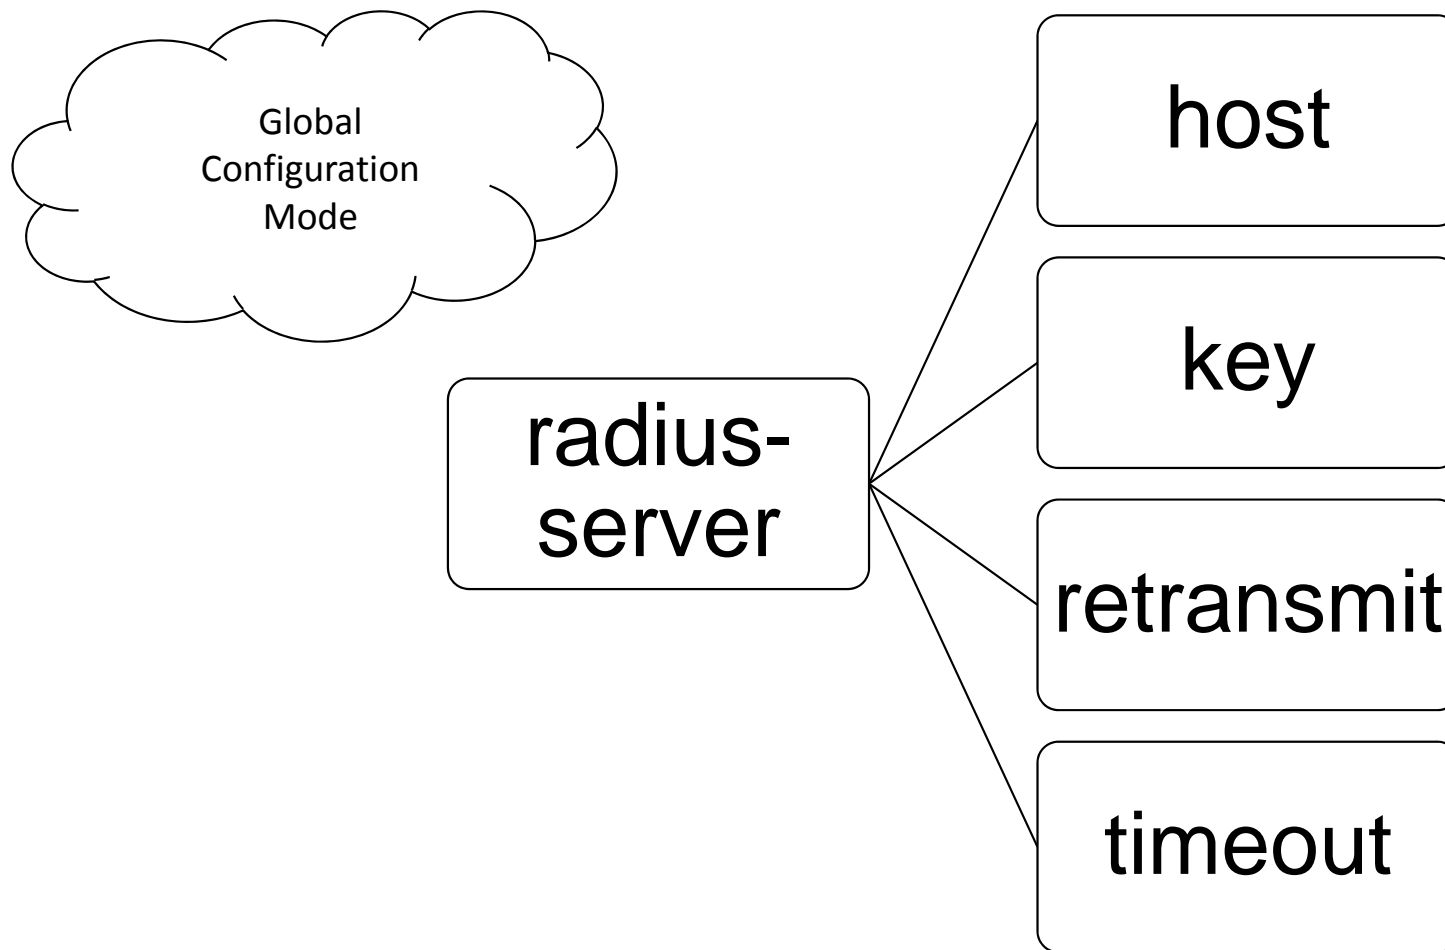 Global
Configuration
Mode
radius-
server
host
key
retransmit
timeout